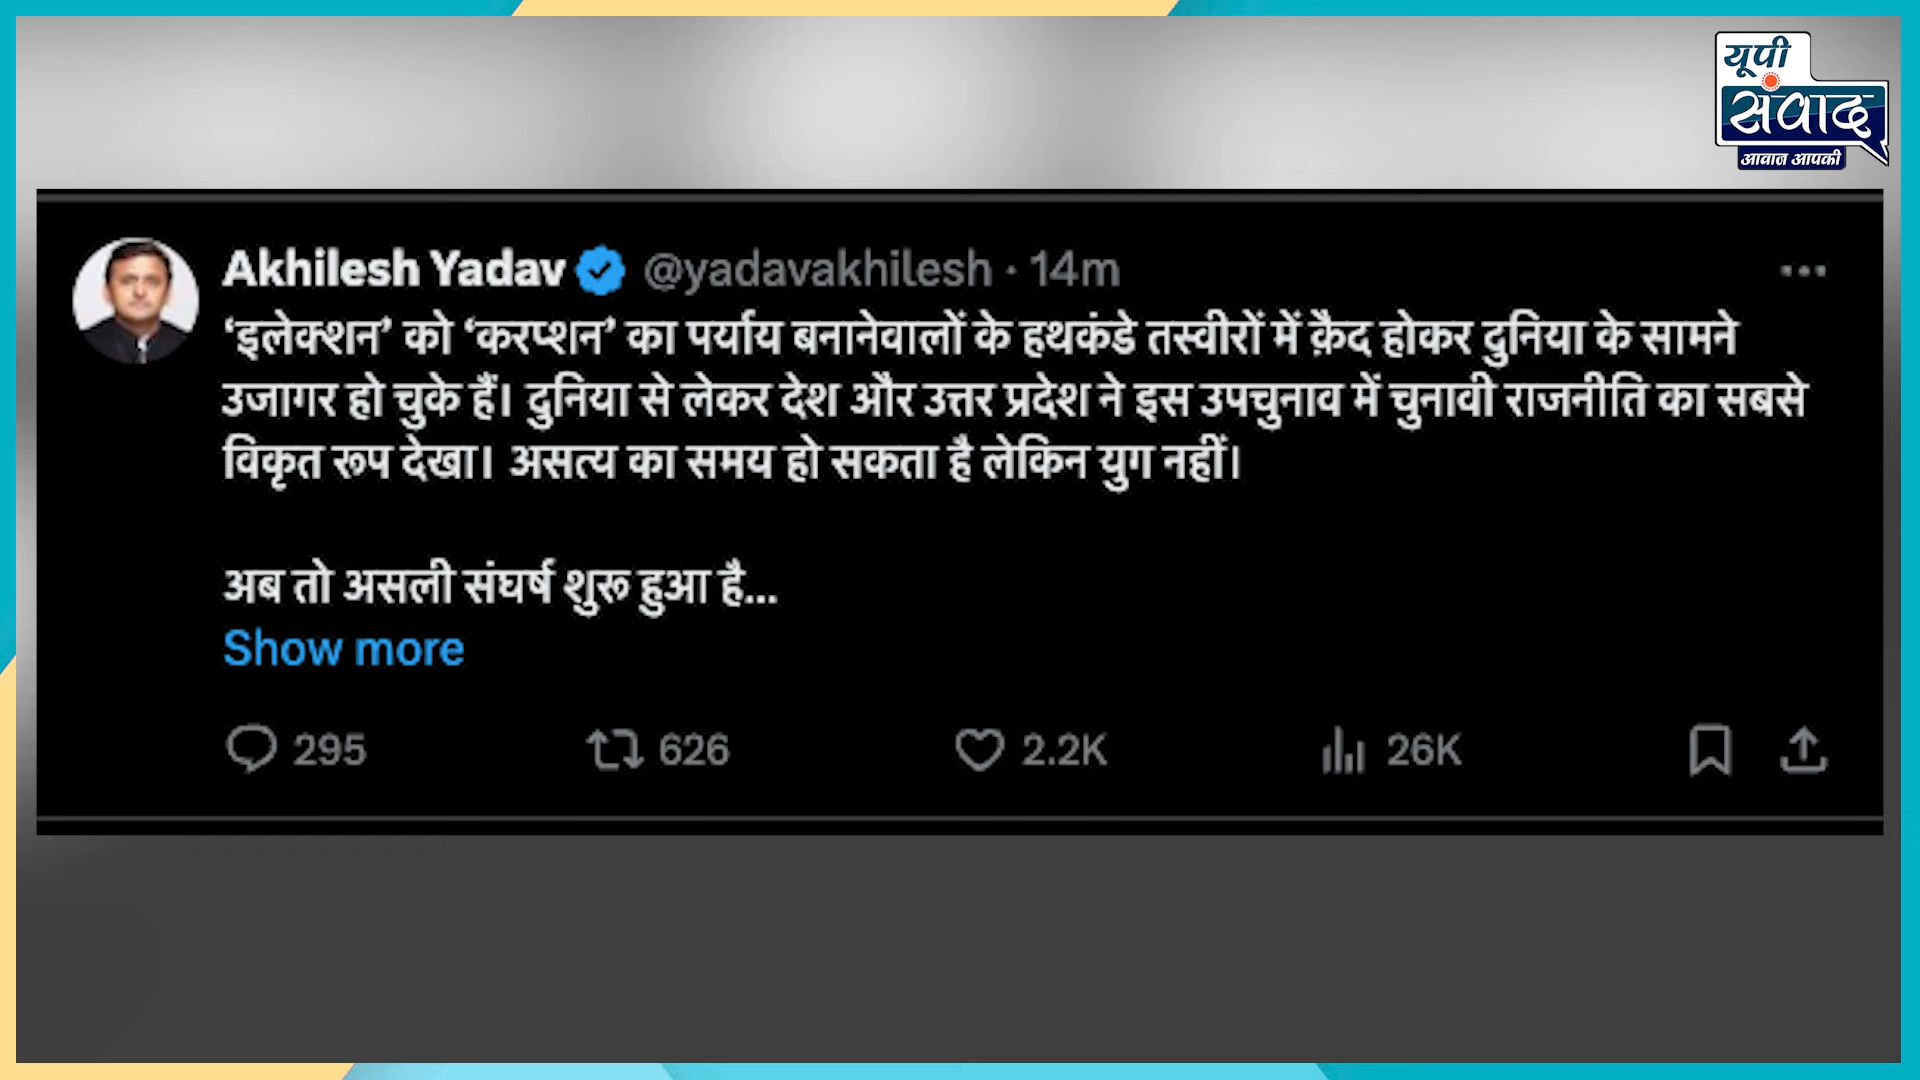 यूपी
संवाद
आवाज आपकी
Akhilesh Yadav @yadavakhilesh · 14m
‘इलेक्शन’ को ‘करप्शन’ का पर्याय बनानेवालों के हथकंडे तस्वीरों में क़ैद होकर दुनिया के सामने
उजागर हो चुके हैं। दुनिया से लेकर देश और उत्तर प्रदेश ने इस उपचुनाव में चुनावी राजनीति का सबसे
विकृत रूप देखा। असत्य का समय हो सकता है लेकिन युग नहीं।
अब तो असली संघर्ष शुरू हुआ है...
Show more
295 626 2.2K 26K